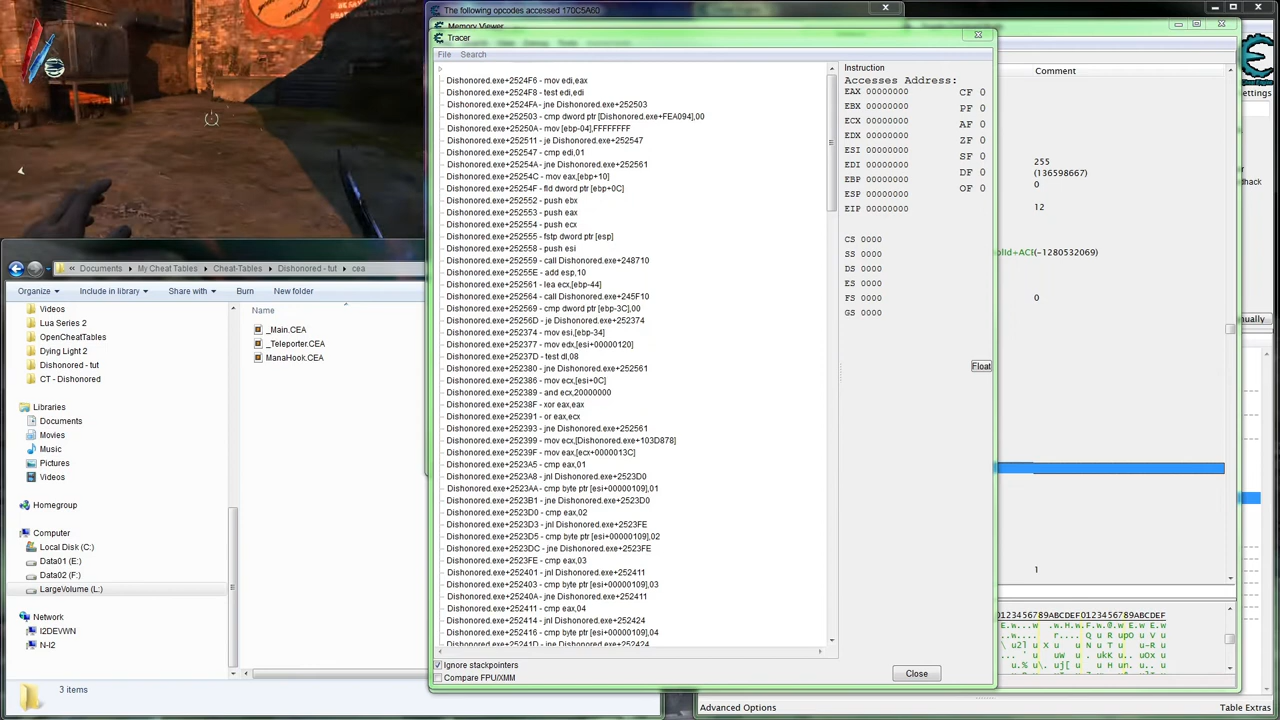 The following opcodes accessed 170C5A60
Memory Viewer
Tracer
File Search
Dishonored.exe+2524F6 - mov edi,eax
Dishonored.exe+2524F8 - test edi,edi
Dishonored.exe+2524FA - jne Dishonored.exe+252503
Dishonored.exe+252503 - cmp dword ptr [Dishonored.exe+FEA094],00
Dishonored.exe+25250A - mov [ebp-04],FFFFFFFF
Dishonored.exe+252511 - je Dishonored.exe+252547
Dishonored.exe+252547 - cmp edi,01
Dishonored.exe+25254A - jne Dishonored.exe+252561
Dishonored.exe+25254C - mov eax,[ebp+10]
Dishonored.exe+25254F - fld dword ptr [ebp+0C]
Dishonored.exe+252552 - push ebx
Dishonored.exe+252553 - push eax
Dishonored.exe+252554 - push ecx
Dishonored.exe+252555 - fstp dword ptr [esp]
Dishonored.exe+252558 - push esi
Dishonored.exe+252559 - call Dishonored.exe+248710
Dishonored.exe+25255E - add esp,10
Dishonored.exe+252561 - lea ecx,[ebp-44]
Dishonored.exe+252564 - call Dishonored.exe+245F10
Dishonored.exe+252569 - cmp dword ptr [ebp-3C],00
Dishonored.exe+25256D - je Dishonored.exe+252374
Dishonored.exe+252374 - mov esi,[ebp-34]
Dishonored.exe+252377 - mov edx,[esi+00000120]
Dishonored.exe+25237D - test dl,08
Dishonored.exe+252380 - jne Dishonored.exe+252561
Dishonored.exe+252386 - mov ecx,[esi+0C]
Dishonored.exe+252389 - and ecx,20000000
Dishonored.exe+25238F - xor eax,eax
Dishonored.exe+252391 - or eax,ecx
Dishonored.exe+252393 - jne Dishonored.exe+252561
Dishonored.exe+252399 - mov ecx,[Dishonored.exe+103D878]
Dishonored.exe+25239F - mov eax,[ecx+0000013C]
Dishonored.exe+2523A5 - cmp eax,01
Dishonored.exe+2523A8 - jnl Dishonored.exe+2523D0
Dishonored.exe+2523AA - cmp byte ptr [esi+00000109],01
Dishonored.exe+2523B1 - jne Dishonored.exe+2523D0
Dishonored.exe+2523D0 - cmp eax,02
Dishonored.exe+2523D3 - jnl Dishonored.exe+2523FE
Dishonored.exe+2523D5 - cmp byte ptr [esi+00000109],02
Dishonored.exe+2523DC - jne Dishonored.exe+2523FE
Dishonored.exe+2523FE - cmp eax,03
Dishonored.exe+252401 - jnl Dishonored.exe+252411
Dishonored.exe+252403 - cmp byte ptr [esi+00000109],03
Dishonored.exe+25240A - jne Dishonored.exe+252411
Dishonored.exe+252411 - cmp eax,04
Dishonored.exe+252414 - jnl Dishonored.exe+252424
Dishonored.exe+252416 - cmp byte ptr [esi+00000109],04
Dishonored.exe+25241D - jne Dishonored.exe+252424
Ignore stackpointers
Compare FPU/XMM
Close
Instruction
Accesses Address:
EAX 00000000 CF 0
EBX 00000000 PF 0
ECX 00000000 AF 0
EDX 00000000 ZF 0
ESI 00000000 SF 0
EDI 00000000 DF 0
EBP 00000000 OF 0
ESP 00000000
EIP 00000000
CS 0000
SS 0000
DS 0000
ES 0000
FS 0000
GS 0000
Float
Comment
255
(136598667)
0
12
(-1280532069)
0
1
0123456789ABCDEF0123456789ABCDEF
Advanced Options
Table Extras
« Documents ▸ My Cheat Tables ▸ Cheat-Tables ▸ Dishonored - tut ▸ cea
Organize Include in library Share with Burn New folder
Videos
Lua Series 2
OpenCheatTables
Dying Light 2
Dishonored - tut
CT - Dishonored
Libraries
Documents
Movies
Music
Pictures
Videos
Homegroup
Computer
Local Disk (C:)
Data01 (E:)
Data02 (F:)
LargeVolume (L:)
Network
I2DEVWN
N-I2
Name
_Main.CEA
_Teleporter.CEA
ManaHook.CEA
3 items